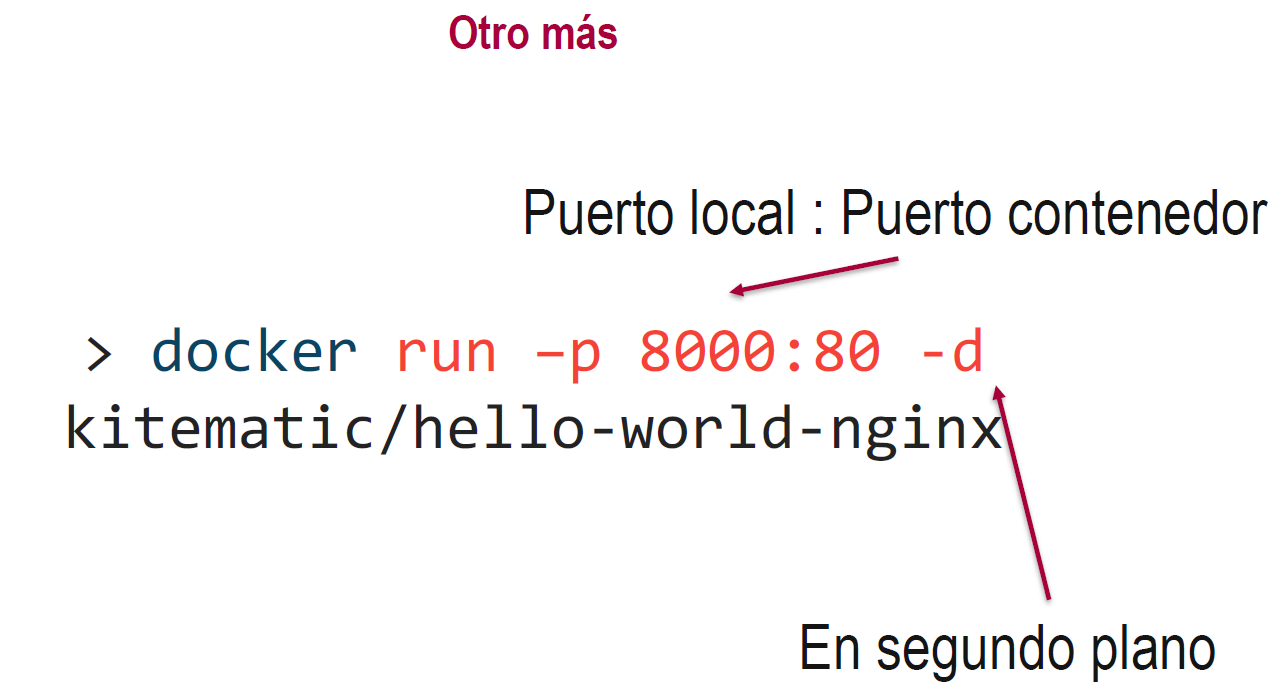 Otro más
Puerto local : Puerto contenedor
> docker run –p 8000:80 -d
kitematic/hello-world-nginx
En segundo plano